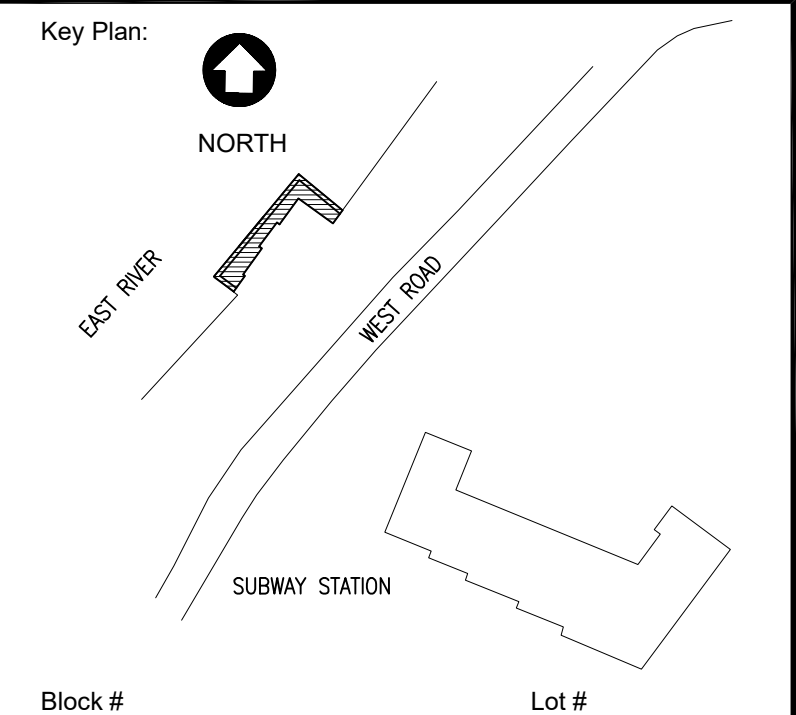 Key Plan:
NORTH
EAST RIVER
WEST ROAD
SUBWAY STATION
Block #
Lot #